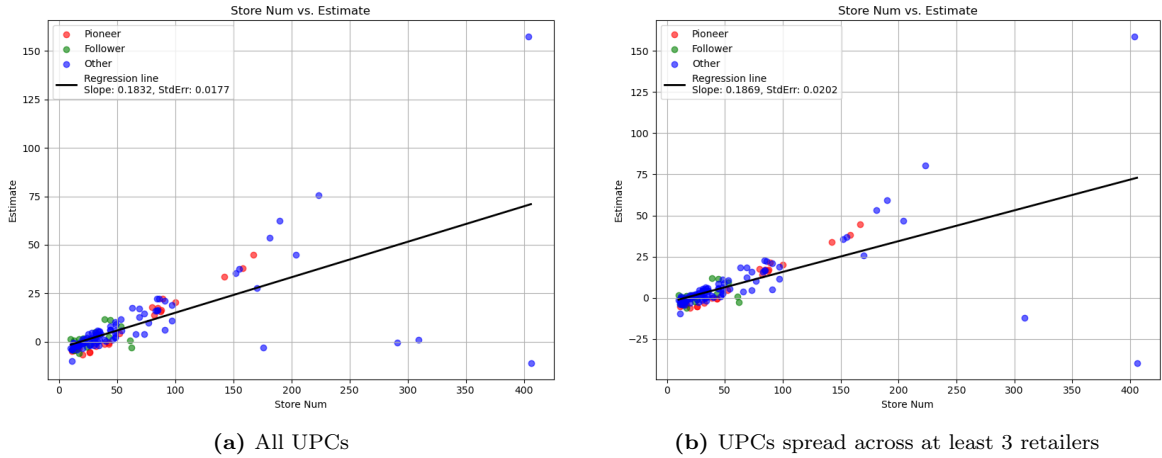 Store Num vs. Estimate
Pioneer
Follower
Other
Regression line
Slope: 0.1832, StdErr: 0.0177
150
125
100
75
50
25
0
Estimate
0 50 100 150 200 250 300 350 400
Store Num
(a) All UPCs
Store Num vs. Estimate
Pioneer
Follower
Other
Regression line
Slope: 0.1869, StdErr: 0.0202
150
125
100
75
50
25
0
−25
Estimate
0 50 100 150 200 250 300 350 400
Store Num
(b) UPCs spread across at least 3 retailers